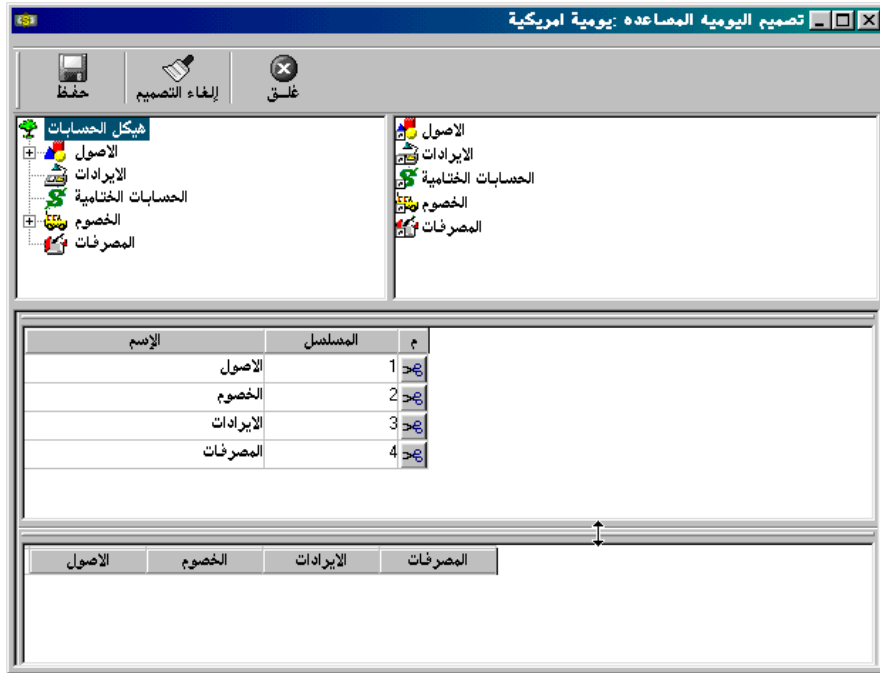 تصميم اليوميه المساعده :يومية امريكية
حفظ
إلغاء التصميم
غلـق
هيكل الحسابات
الاصول
الايرادات
الحسابات الختامية
الخصوم
المصرفات
الاصول
الايرادات
الحسابات الختامية
الخصوم
المصرفات
م المسلسل الإسم
1 الاصول
2 الخصوم
3 الايرادات
4 المصرفات
الاصول الخصوم الايرادات المصرفات